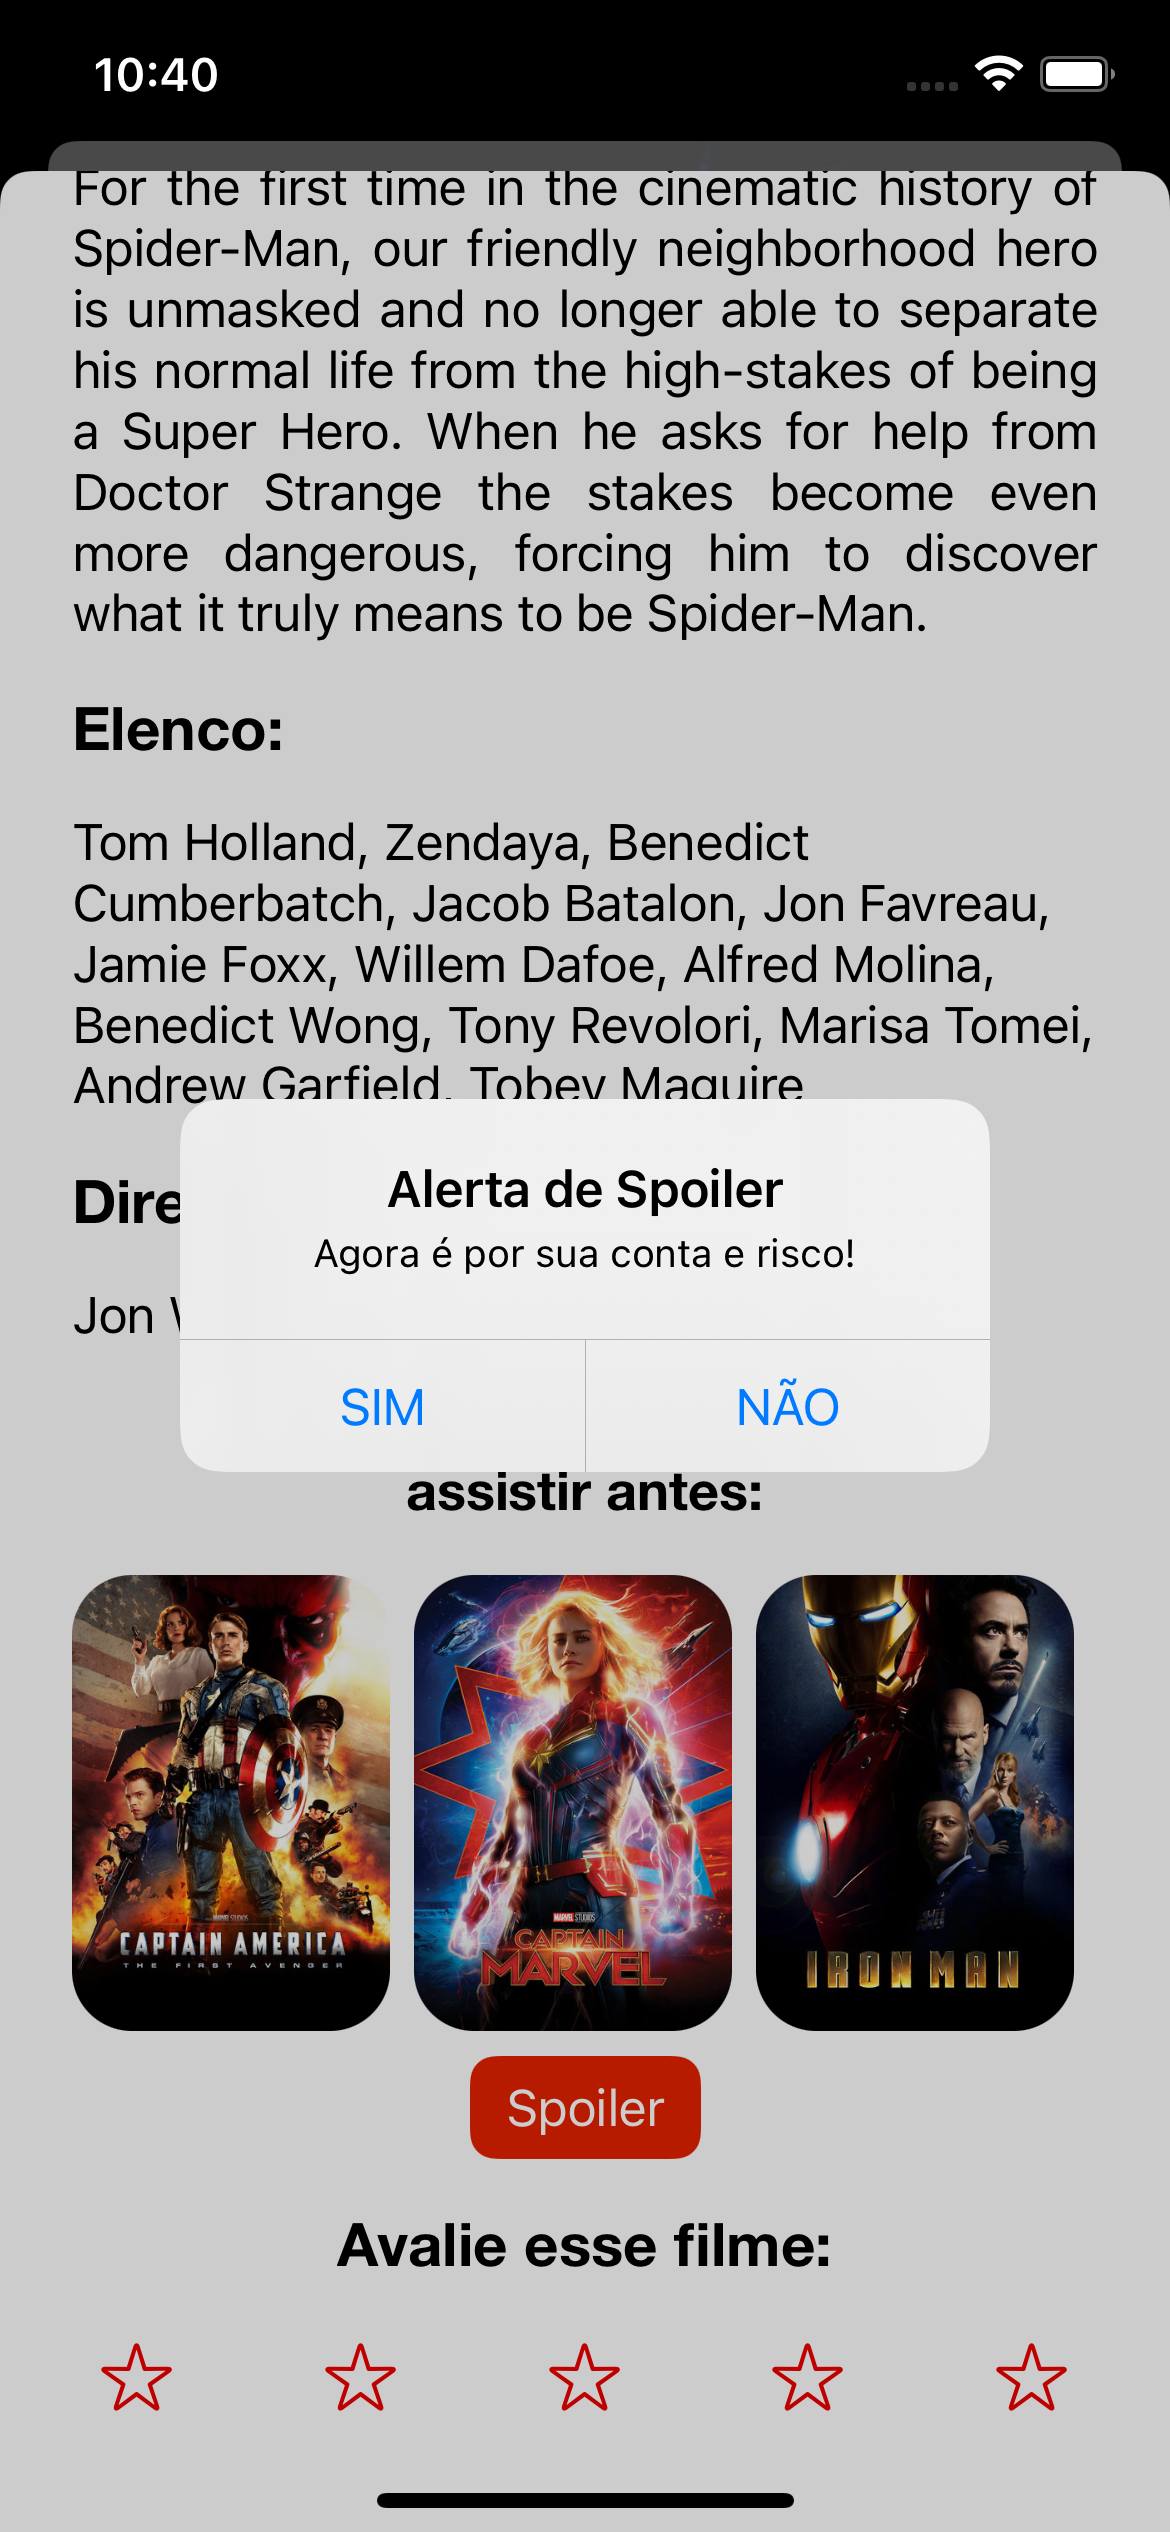 10:40
For the first time in the cinematic history of
Spider-Man, our friendly neighborhood hero
is unmasked and no longer able to separate
his normal life from the high-stakes of being
a Super Hero. When he asks for help from
Doctor Strange the stakes become even
more dangerous, forcing him to discover
what it truly means to be Spider-Man.
Elenco:
Tom Holland, Zendaya, Benedict
Cumberbatch, Jacob Batalon, Jon Favreau,
Jamie Foxx, Willem Dafoe, Alfred Molina,
Benedict Wong, Tony Revolori, Marisa Tomei,
Andrew Garfield, Tobey Maguire
Alerta de Spoiler
Agora é por sua conta e risco!
SIM
NÃO
Jon
assistir antes:
MARVEL STUDIOS
CAPTAIN AMERICA
THE FIRST AVENGER
MARVEL STUDIOS
CAPTAIN
MARVEL
IRON MAN
Spoiler
Avalie esse filme: